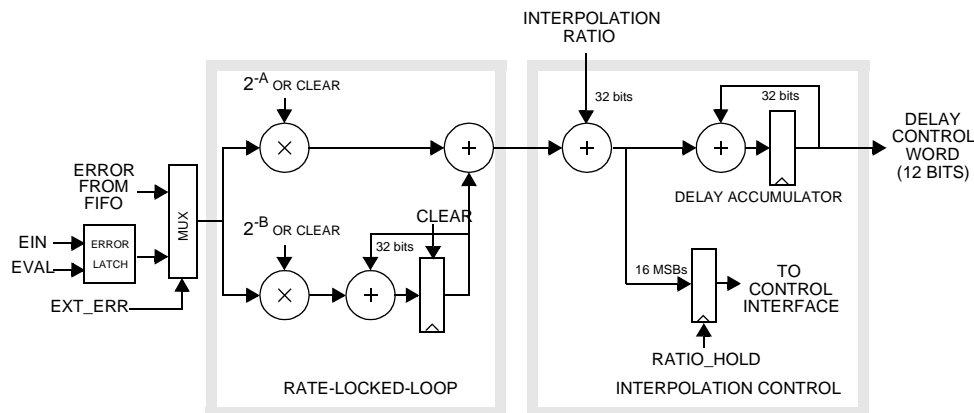 INTERPOLATION
RATIO
2-A OR CLEAR
32 bits
32 bits
×
+
+
+
DELAY
CONTROL
WORD
(12 BITS)
ERROR
FROM
FIFO
MUX
DELAY ACCUMULATOR
CLEAR
2-B OR CLEAR
32 bits
EIN
EVAL
ERROR
LATCH
16 MSBs
TO
CONTROL
INTERFACE
×
+
EXT_ERR
RATIO_HOLD
RATE-LOCKED-LOOP
INTERPOLATION CONTROL